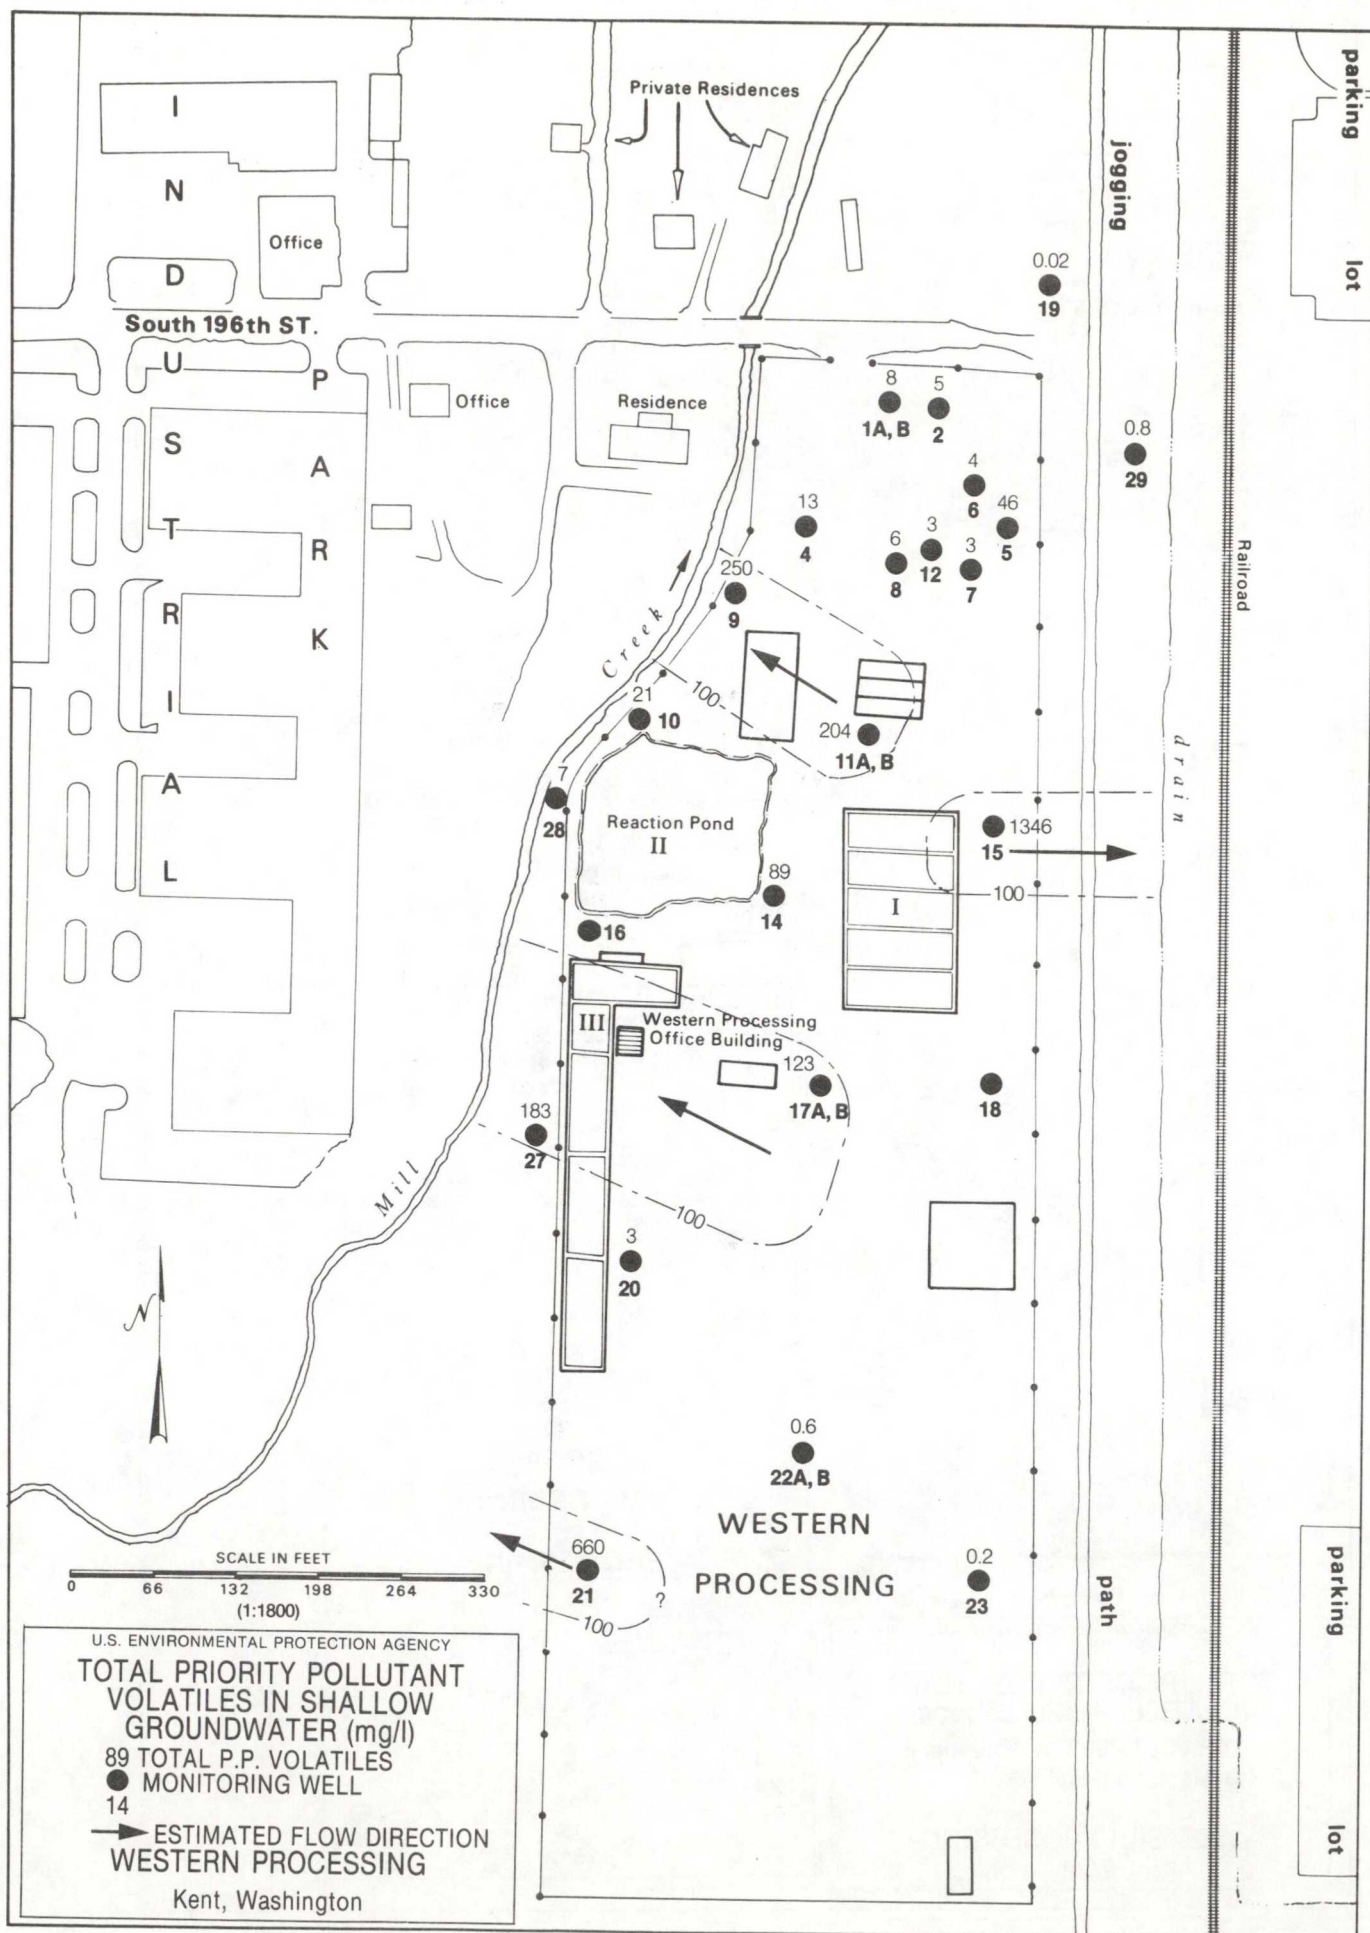 Private Residences
INDUSTRIAL
PARK
Office
South 196th ST.
Office
Residence
parking
lot
jogging
path
Railroad
drain
parking
lot
0.02
19
8
1A, B
5
2
0.8
29
4
6
46
5
13
4
6
8
3
12
3
7
250
9
Creek
100
21
10
204
11A, B
7
28
Reaction Pond
II
1346
15
100
89
14
I
16
III
Western Processing
Office Building
123
17A, B
18
183
27
100
Mill
3
20
N
0.6
22A, B
WESTERN
PROCESSING
660
21
?
100
0.2
23
SCALE IN FEET
0 66 132 198 264 330
(1:1800)
U.S. ENVIRONMENTAL PROTECTION AGENCY
TOTAL PRIORITY POLLUTANT
VOLATILES IN SHALLOW
GROUNDWATER (mg/l)
89 TOTAL P.P. VOLATILES
MONITORING WELL
14
ESTIMATED FLOW DIRECTION
WESTERN PROCESSING
Kent, Washington